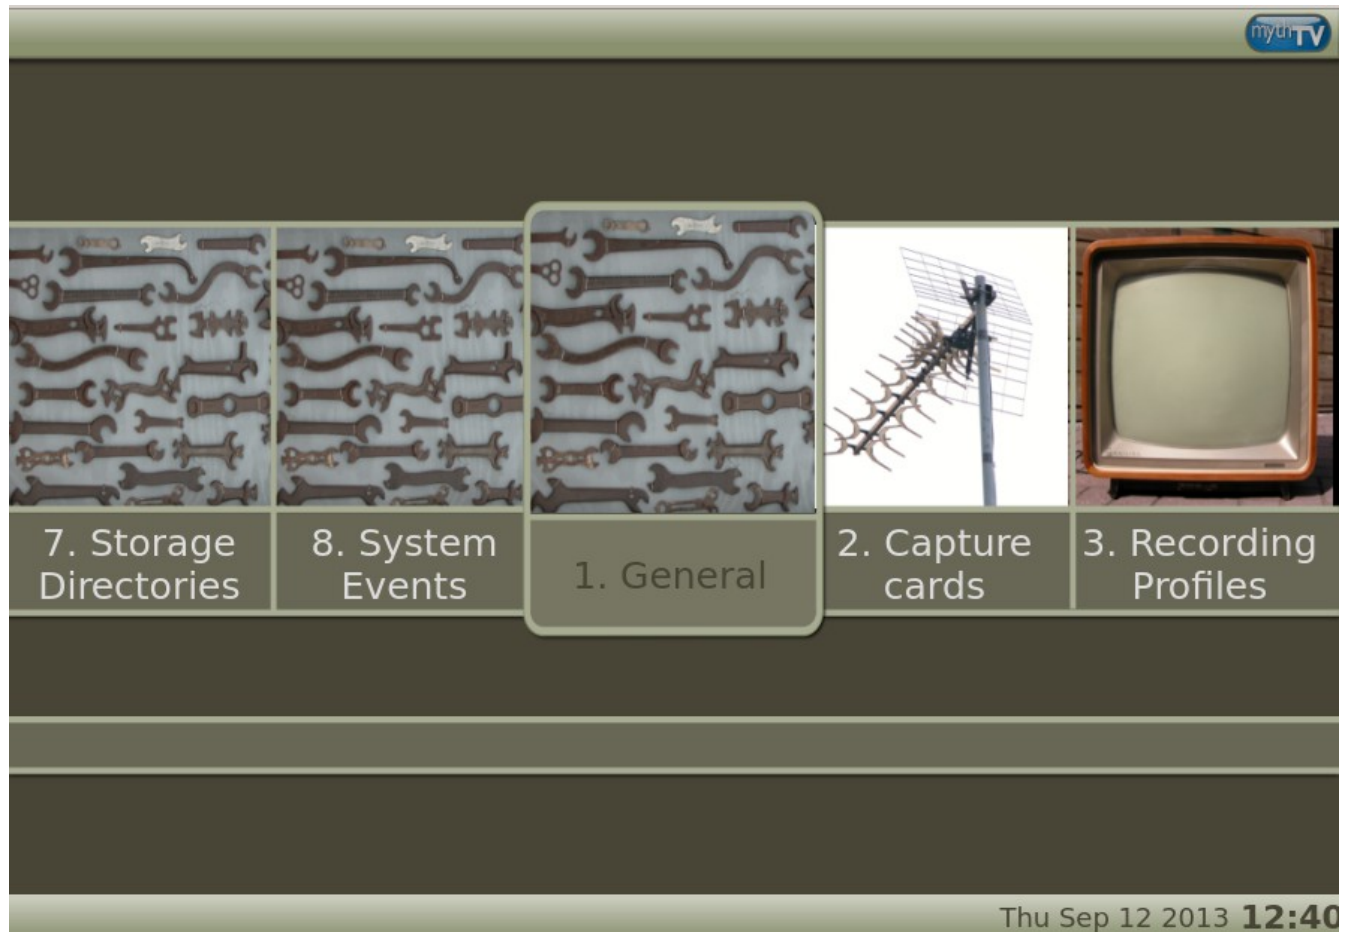 mythTV
7. Storage
Directories
8. System
Events
1. General
2. Capture
cards
3. Recording
Profiles
Thu Sep 12 2013 12:40